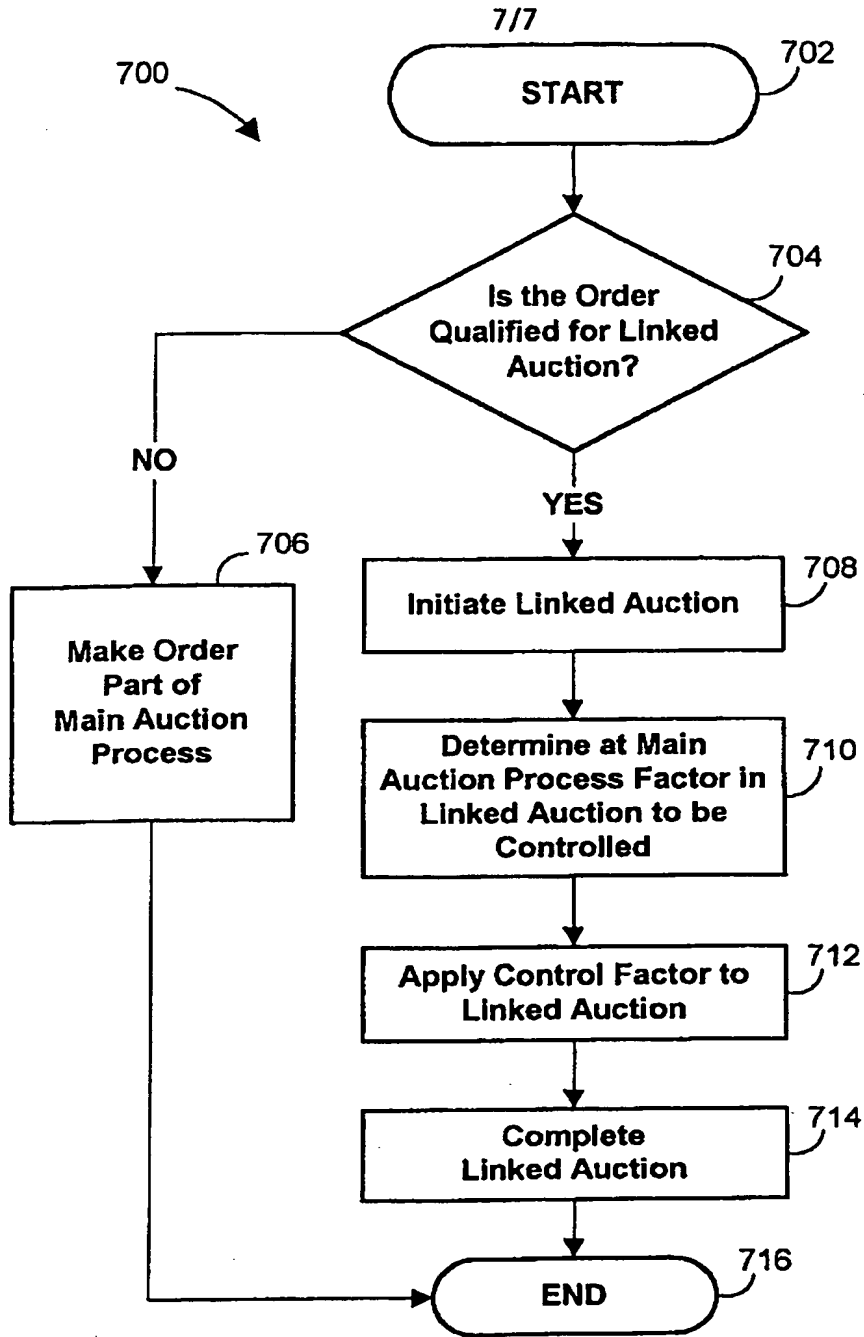 7/7
700
702
START
704
Is the Order
Qualified for Linked
Auction?
NO
YES
706
Make Order
Part of
Main Auction
Process
708
Initiate Linked Auction
Determine at Main
Auction Process Factor in
Linked Auction to be
Controlled
710
Apply Control Factor to
Linked Auction
712
Complete
Linked Auction
714
END
716